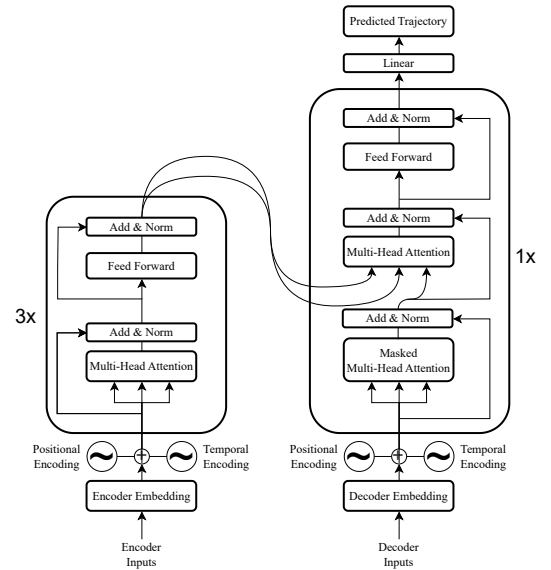 Predicted Trajectory
Linear
Add & Norm
Feed Forward
Add & Norm
Multi-Head Attention
1x
Add & Norm
Masked
Multi-Head Attention
Positional
Encoding
Temporal
Encoding
Decoder Embedding
Decoder
Inputs
Add & Norm
Feed Forward
3x
Add & Norm
Multi-Head Attention
Positional
Encoding
Temporal
Encoding
Encoder Embedding
Encoder
Inputs